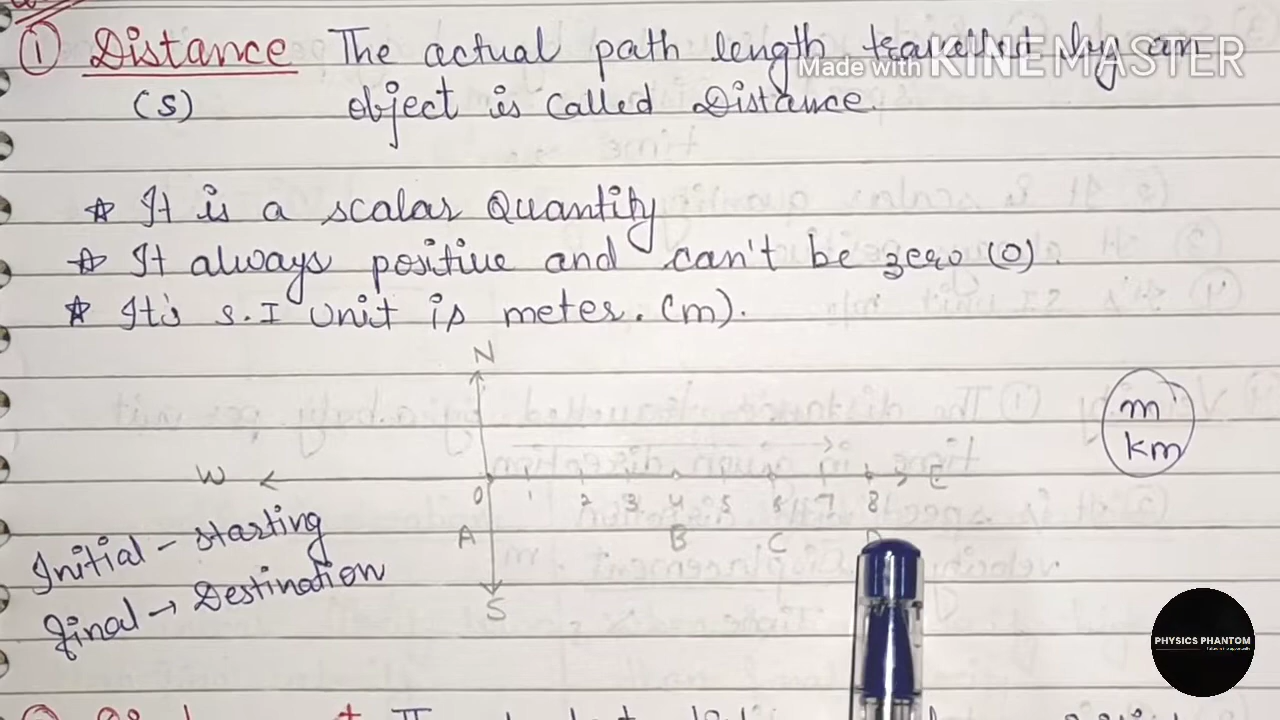 ① Distance The actual path length travelled by an
Made with KINEMASTER
(S) object is called Distance.
☆ It is a scalar Quantity
☆ It always positive and can't be zero (0).
☆ It's S.I unit is meter. (m).
N
m
km
W E
0 1 2 3 4 5 6 7 8
A B C D
Initial - starting
final → Destination
S
PHYSICS PHANTOM